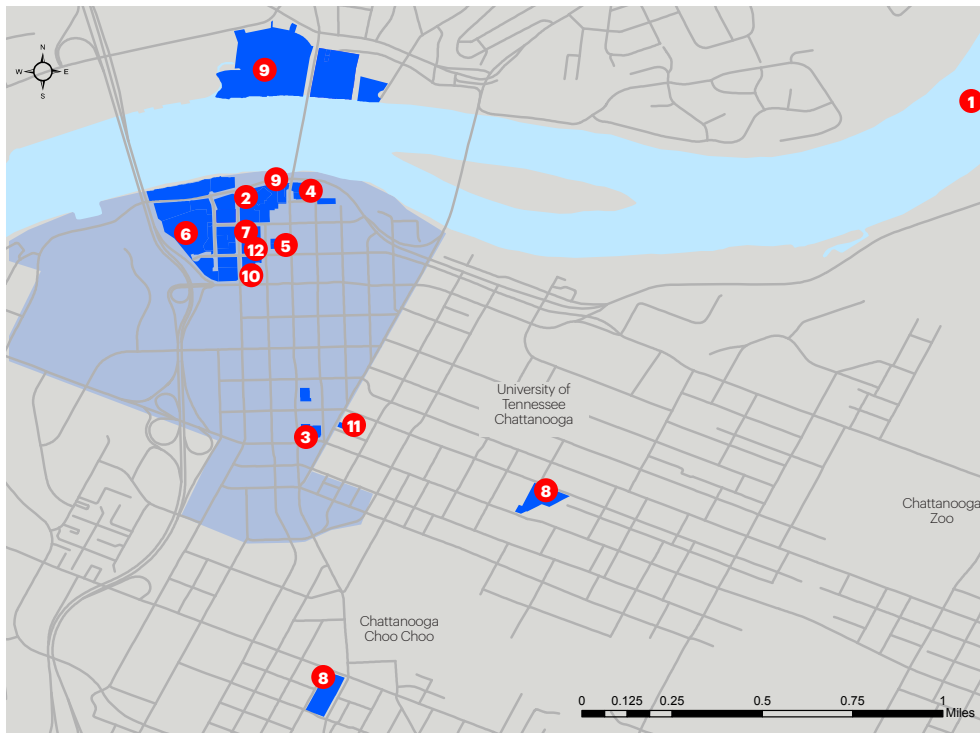 N
W E
S
9
1
9
2
4
6
7
5
12
10
University of
Tennessee
Chattanooga
11
3
8
Chattanooga
Zoo
Chattanooga
Choo Choo
8
0 0.125 0.25 0.5 0.75 1
Miles